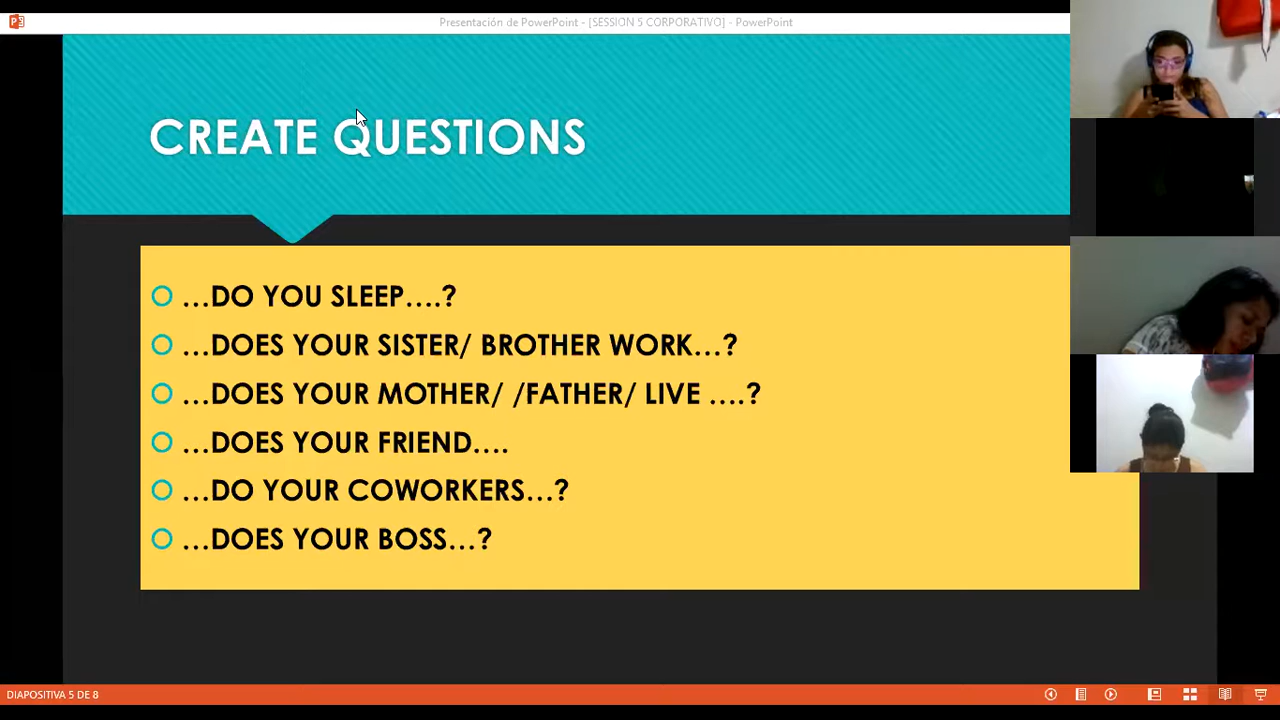 Presentación de PowerPoint - [SESSION 5 CORPORATIVO] - PowerPoint
CREATE QUESTIONS
…DO YOU SLEEP….?
…DOES YOUR SISTER/ BROTHER WORK…?
…DOES YOUR MOTHER/ /FATHER/ LIVE ….?
…DOES YOUR FRIEND….
…DO YOUR COWORKERS…?
…DOES YOUR BOSS…?
DIAPOSITIVA 5 DE 8